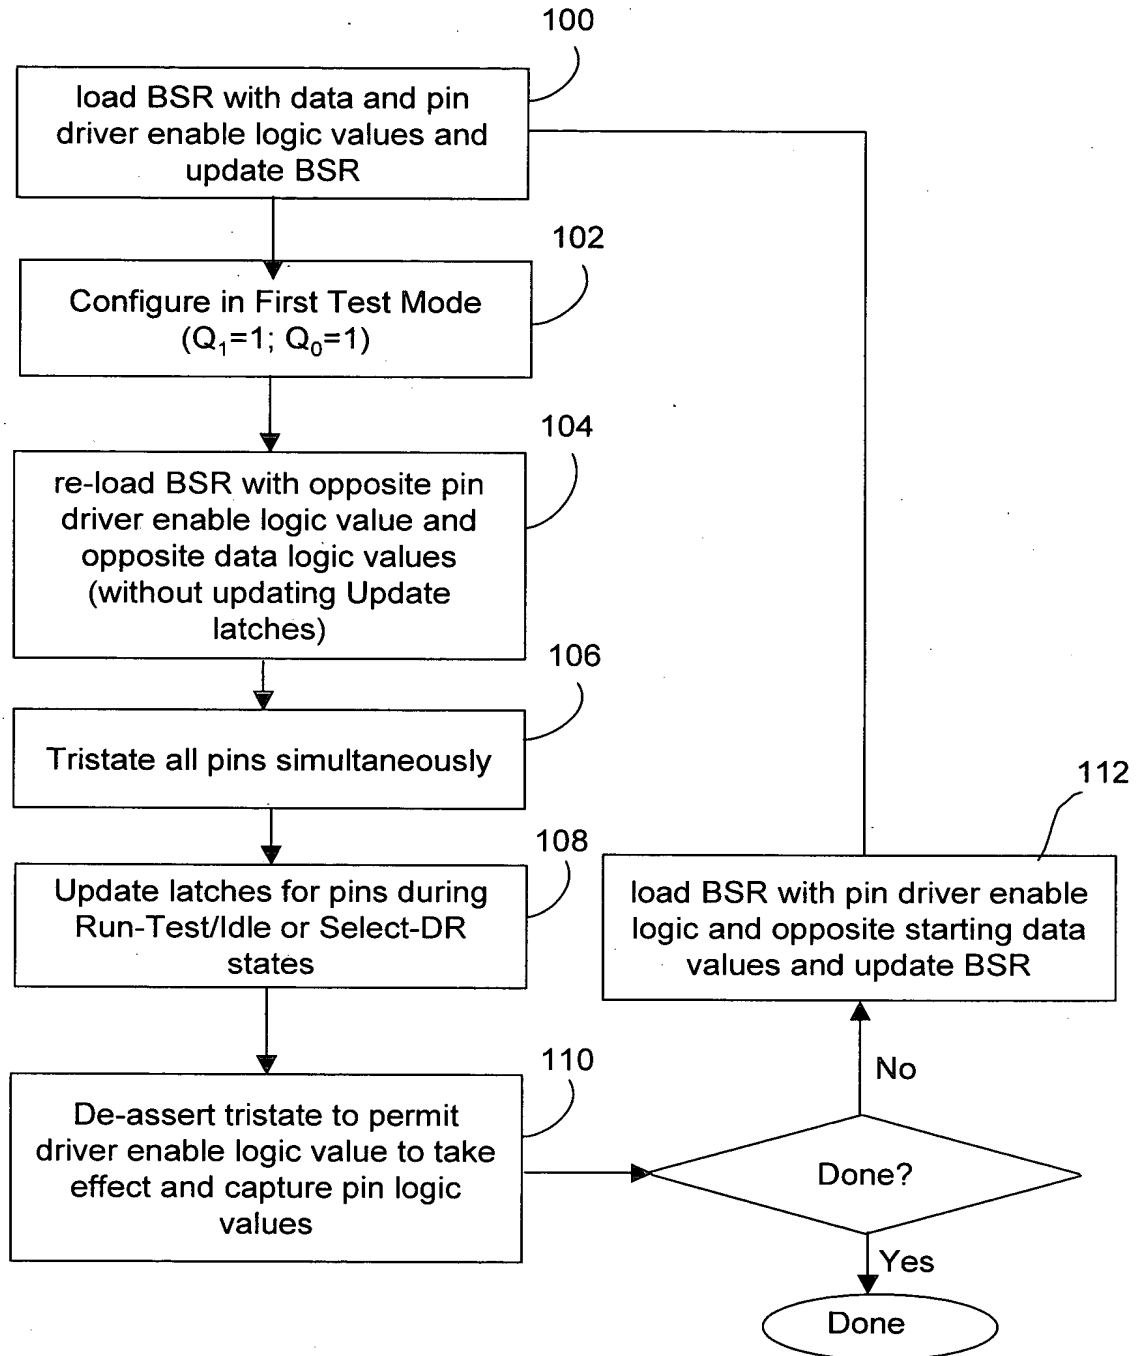 100
load BSR with data and pin
driver enable logic values and
update BSR
102
Configure in First Test Mode
(Q₁=1; Q₀=1)
104
re-load BSR with opposite pin
driver enable logic value and
opposite data logic values
(without updating Update
latches)
106
Tristate all pins simultaneously
108
Update latches for pins during
Run-Test/Idle or Select-DR
states
110
De-assert tristate to permit
driver enable logic value to take
effect and capture pin logic
values
112
load BSR with pin driver enable
logic and opposite starting data
values and update BSR
No
Done?
Yes
Done